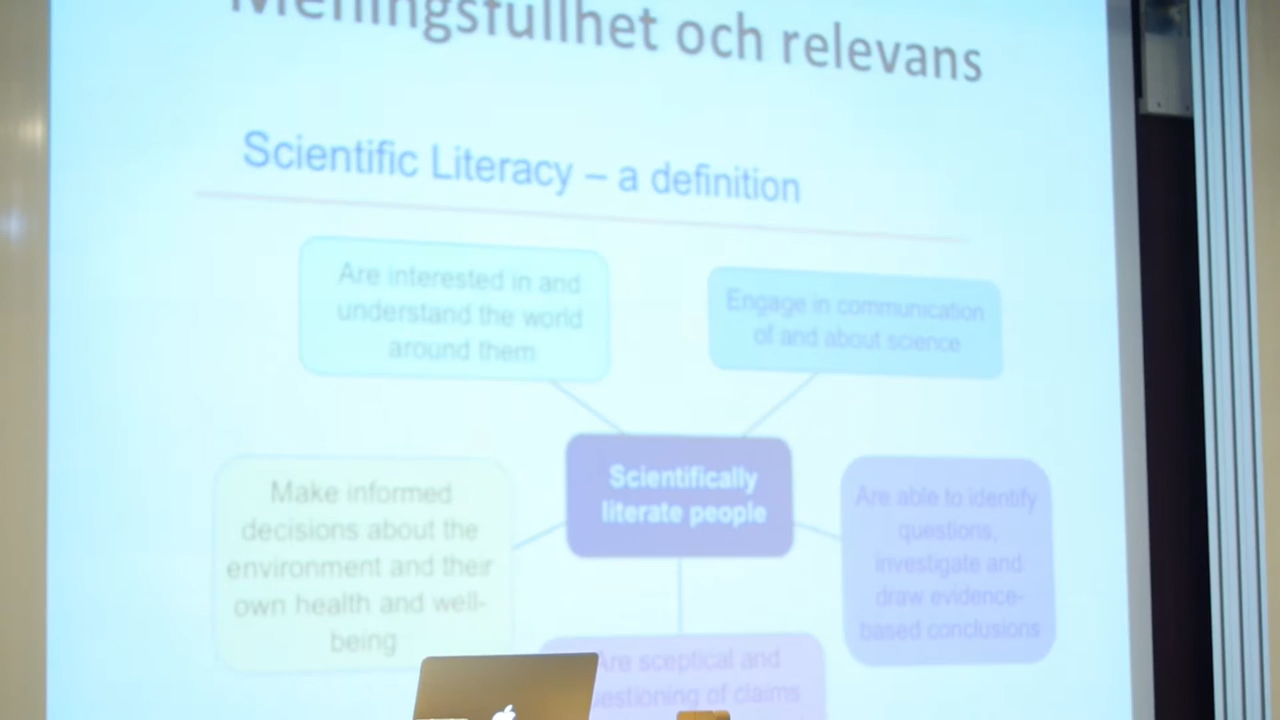 Meningsfullhet och relevans
Scientific Literacy – a definition
Are interested in and
understand the world
around them
Engage in communication
of and about science
Scientifically
literate people
Make informed
decisions about the
environment and their
own health and well-
being
Are able to identify
questions,
investigate and
draw evidence-
based conclusions
Are sceptical and
questioning of claims